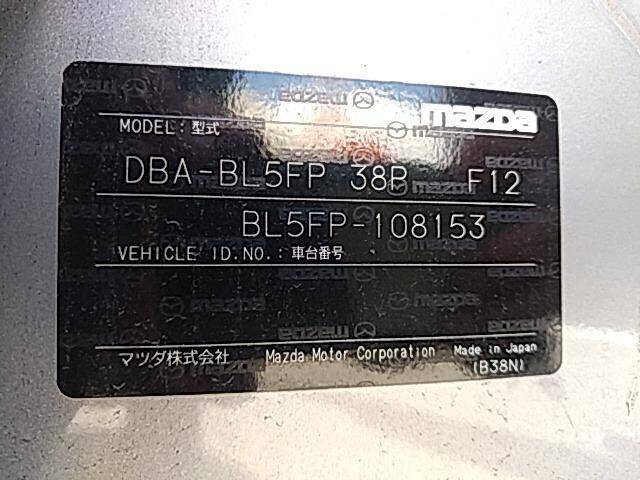 mazda
MODEL: 型式
DBA-BL5FP 38P F12
BL5FP-108153
VEHICLE ID.NO.: 車台番号
マツダ株式会社 Mazda Motor Corporation Made in Japan
(B38N)